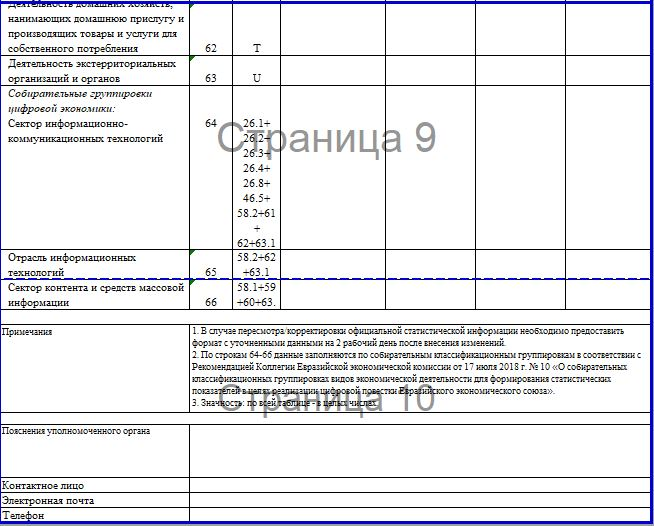 Деятельность домашних хозяйств,
нанимающих домашнюю прислугу и
производящих товары и услуги для
собственного потребления 62 T
Деятельность экстерриториальных
организаций и органов 63 U
Собирательные группировки
цифровой экономики:
Сектор информационно- 64 26.1+
коммуникационных технологий 26.2+
26.3+
26.4+
26.8+
46.5+
58.2+61
+
62+63.1
Страница 9
Отрасль информационных 58.2+62
технологий 65 +63.1
Сектор контента и средств массовой 58.1+59
информации 66 +60+63.
Примечания
1. В случае пересмотра/корректировки официальной статистической информации необходимо предоставить
формат с уточненными данными на 2 рабочий день после внесения изменений.
2. По строкам 64-66 данные заполняются по собирательным классификационным группировкам в соответствии с
Рекомендацией Коллегии Евразийской экономической комиссии от 17 июля 2018 г. № 10 «О собирательных
классификационных группировках видов экономической деятельности для формирования статистических
показателей в целях реализации цифровой повестки Евразийского экономического союза».
3. Значность: по всей таблице - в целых числах.
Страница 10
Пояснения уполномоченного органа
Контактное лицо
Электронная почта
Телефон